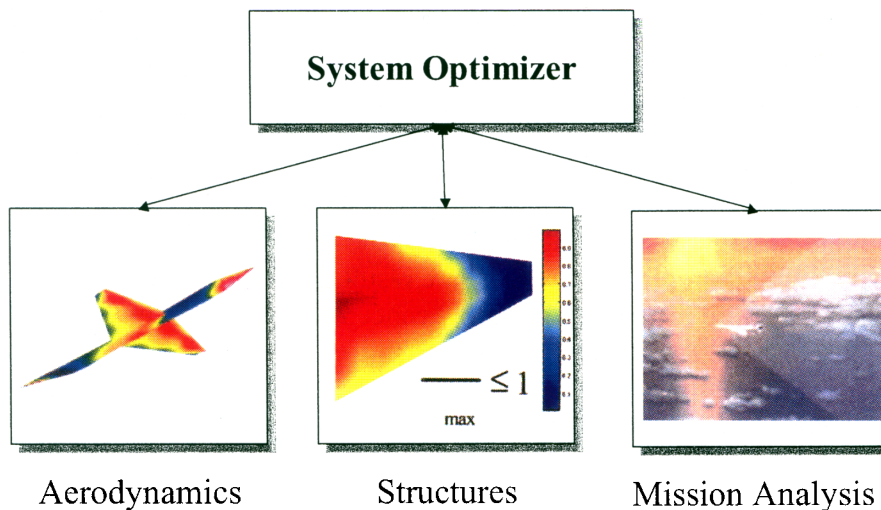 System Optimizer
≤ 1
max
Aerodynamics
Structures
Mission Analysis